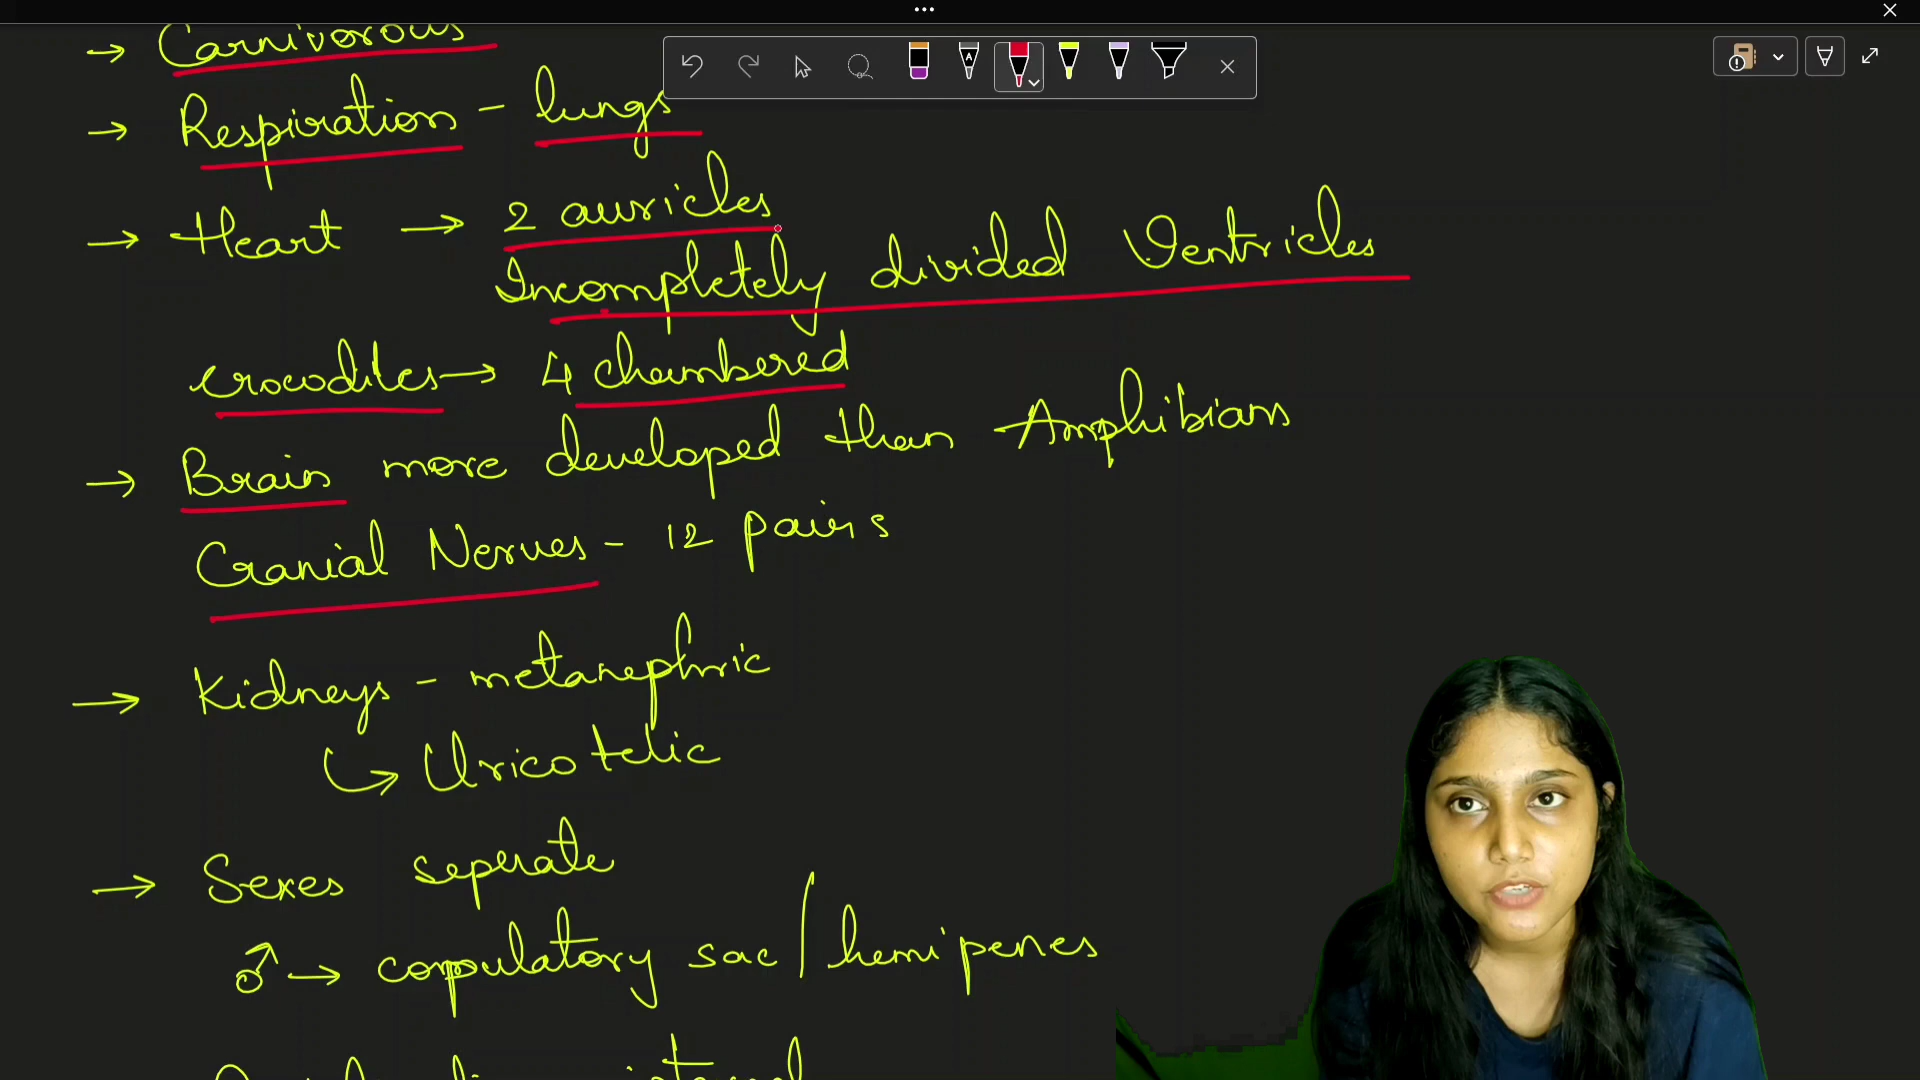 → Carnivorous
→ Respiration - lungs
→ Heart → 2 auricles
Incompletely divided Ventricles
crocodiles → 4 chambered
→ Brain more developed than Amphibians
Cranial Nerves - 12 pairs
→ Kidneys - metanephric
↳ Uricotelic
→ Sexes seperate
♂ → copulatory sac / hemipenes